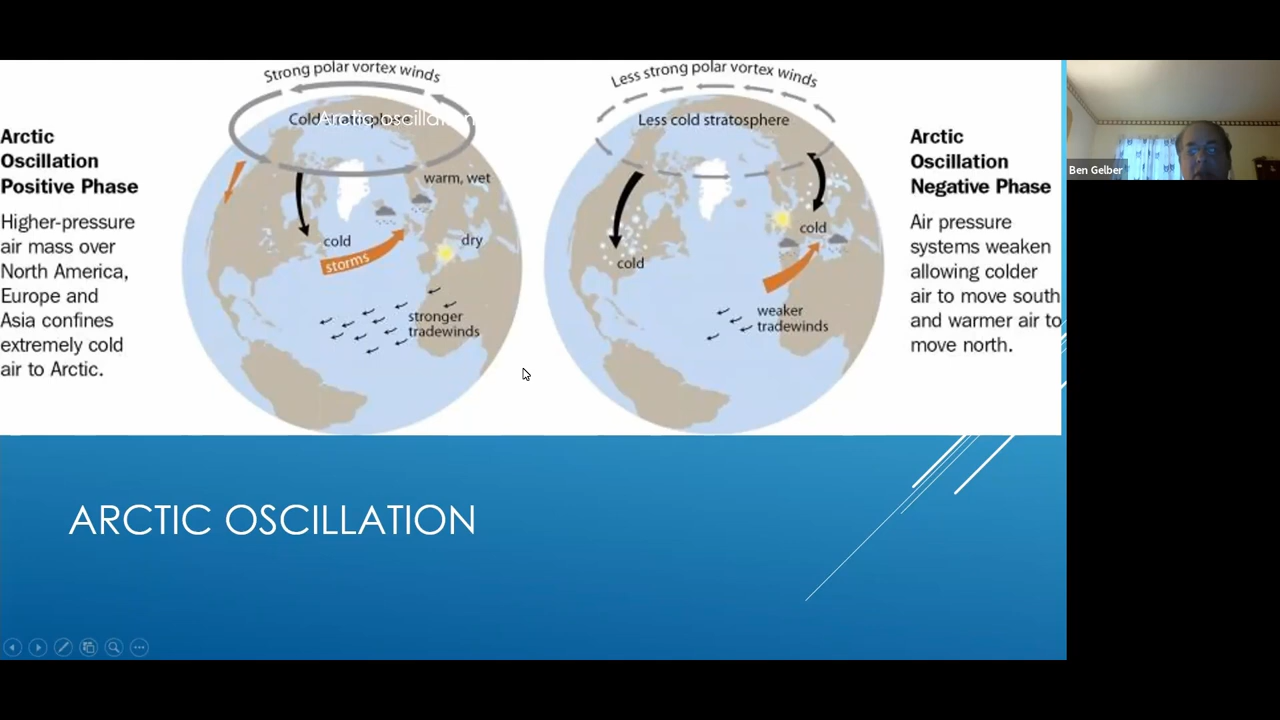 Strong polar vortex winds
Cold stratosphere
Arctic oscillation
Arctic
Oscillation
Positive Phase
Higher-pressure
air mass over
North America,
Europe and
Asia confines
extremely cold
air to Arctic.
warm, wet
cold
dry
storms
stronger
tradewinds
Less strong polar vortex winds
Less cold stratosphere
cold
cold
weaker
tradewinds
Arctic
Oscillation
Negative Phase
Air pressure
systems weaken
allowing colder
air to move south
and warmer air to
move north.
Ben Gelber
ARCTIC OSCILLATION